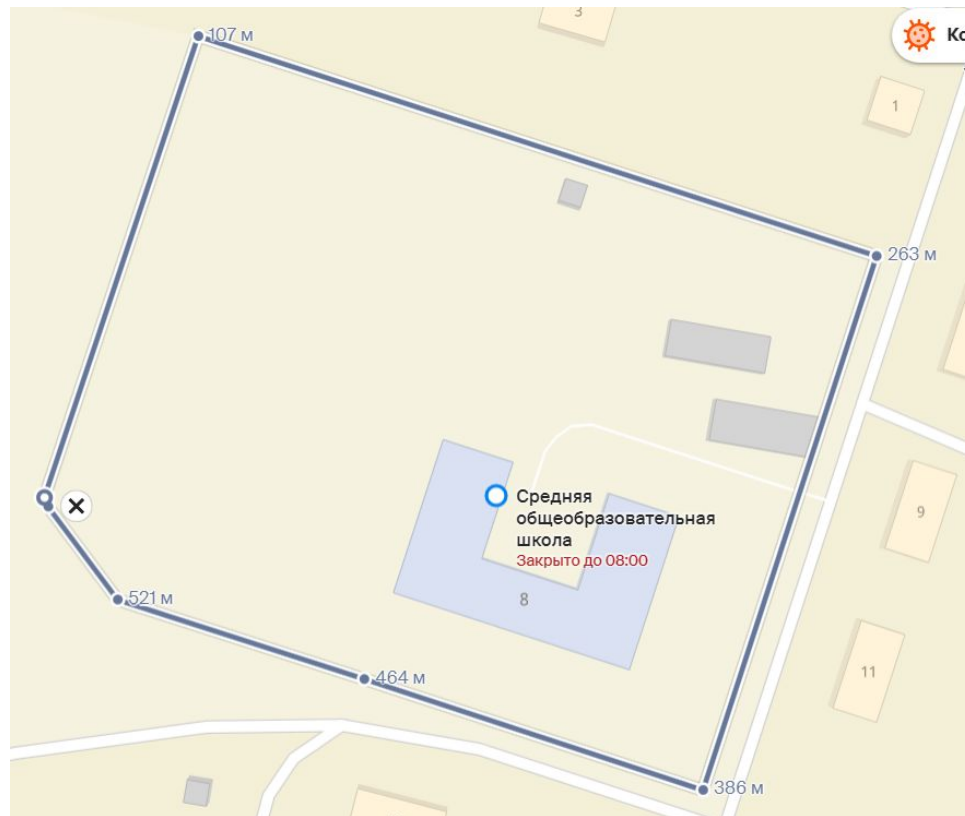 3
107 м
Ко
1
263 м
Средняя
общеобразовательная
школа
Закрыто до 08:00
9
8
521 м
464 м
11
386 м